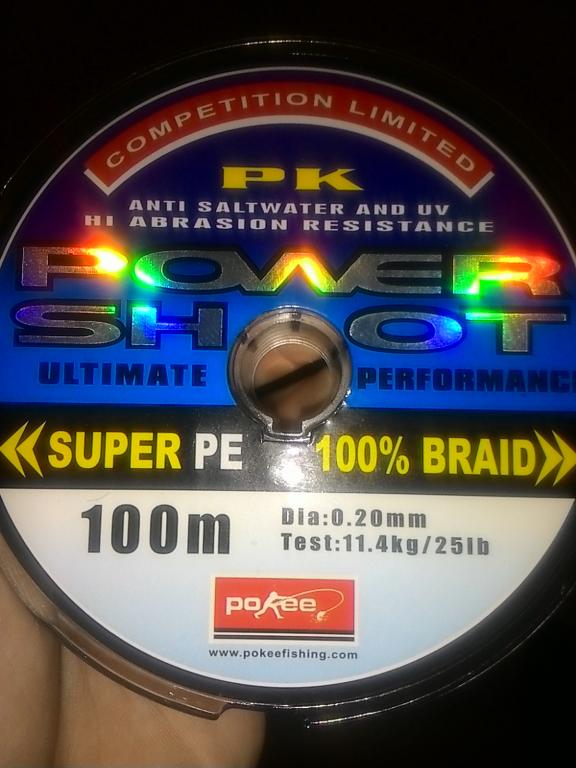 COMPETITION LIMITED
PK
ANTI SALTWATER AND UV
HI ABRASION RESISTANCE
POWER
SHOT
ULTIMATE PERFORMANCE
SUPER PE 100% BRAID
100m
Dia:0.20mm
Test:11.4kg/25lb
pokee
www.pokeefishing.com